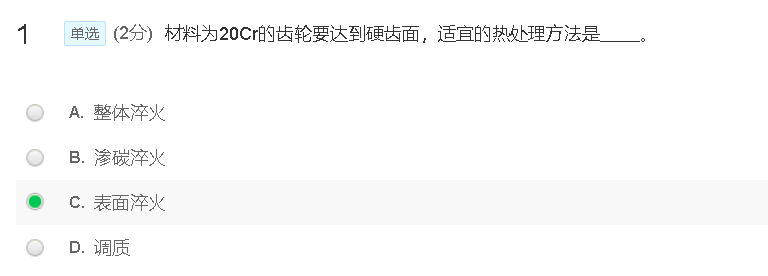 1 单选 (2分) 材料为20Cr的齿轮要达到硬齿面，适宜的热处理方法是_____。
A. 整体淬火
B. 渗碳淬火
C. 表面淬火
D. 调质